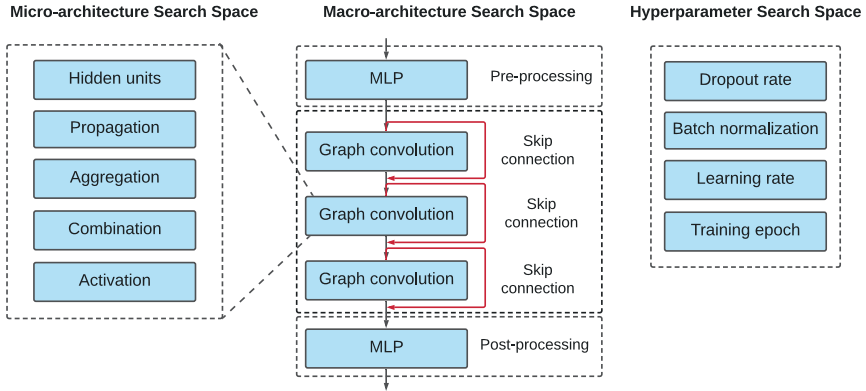 Micro-architecture Search Space
Hidden units
Propagation
Aggregation
Combination
Activation
Macro-architecture Search Space
MLP
Pre-processing
Graph convolution
Skip
connection
Graph convolution
Skip
connection
Graph convolution
Skip
connection
MLP
Post-processing
Hyperparameter Search Space
Dropout rate
Batch normalization
Learning rate
Training epoch